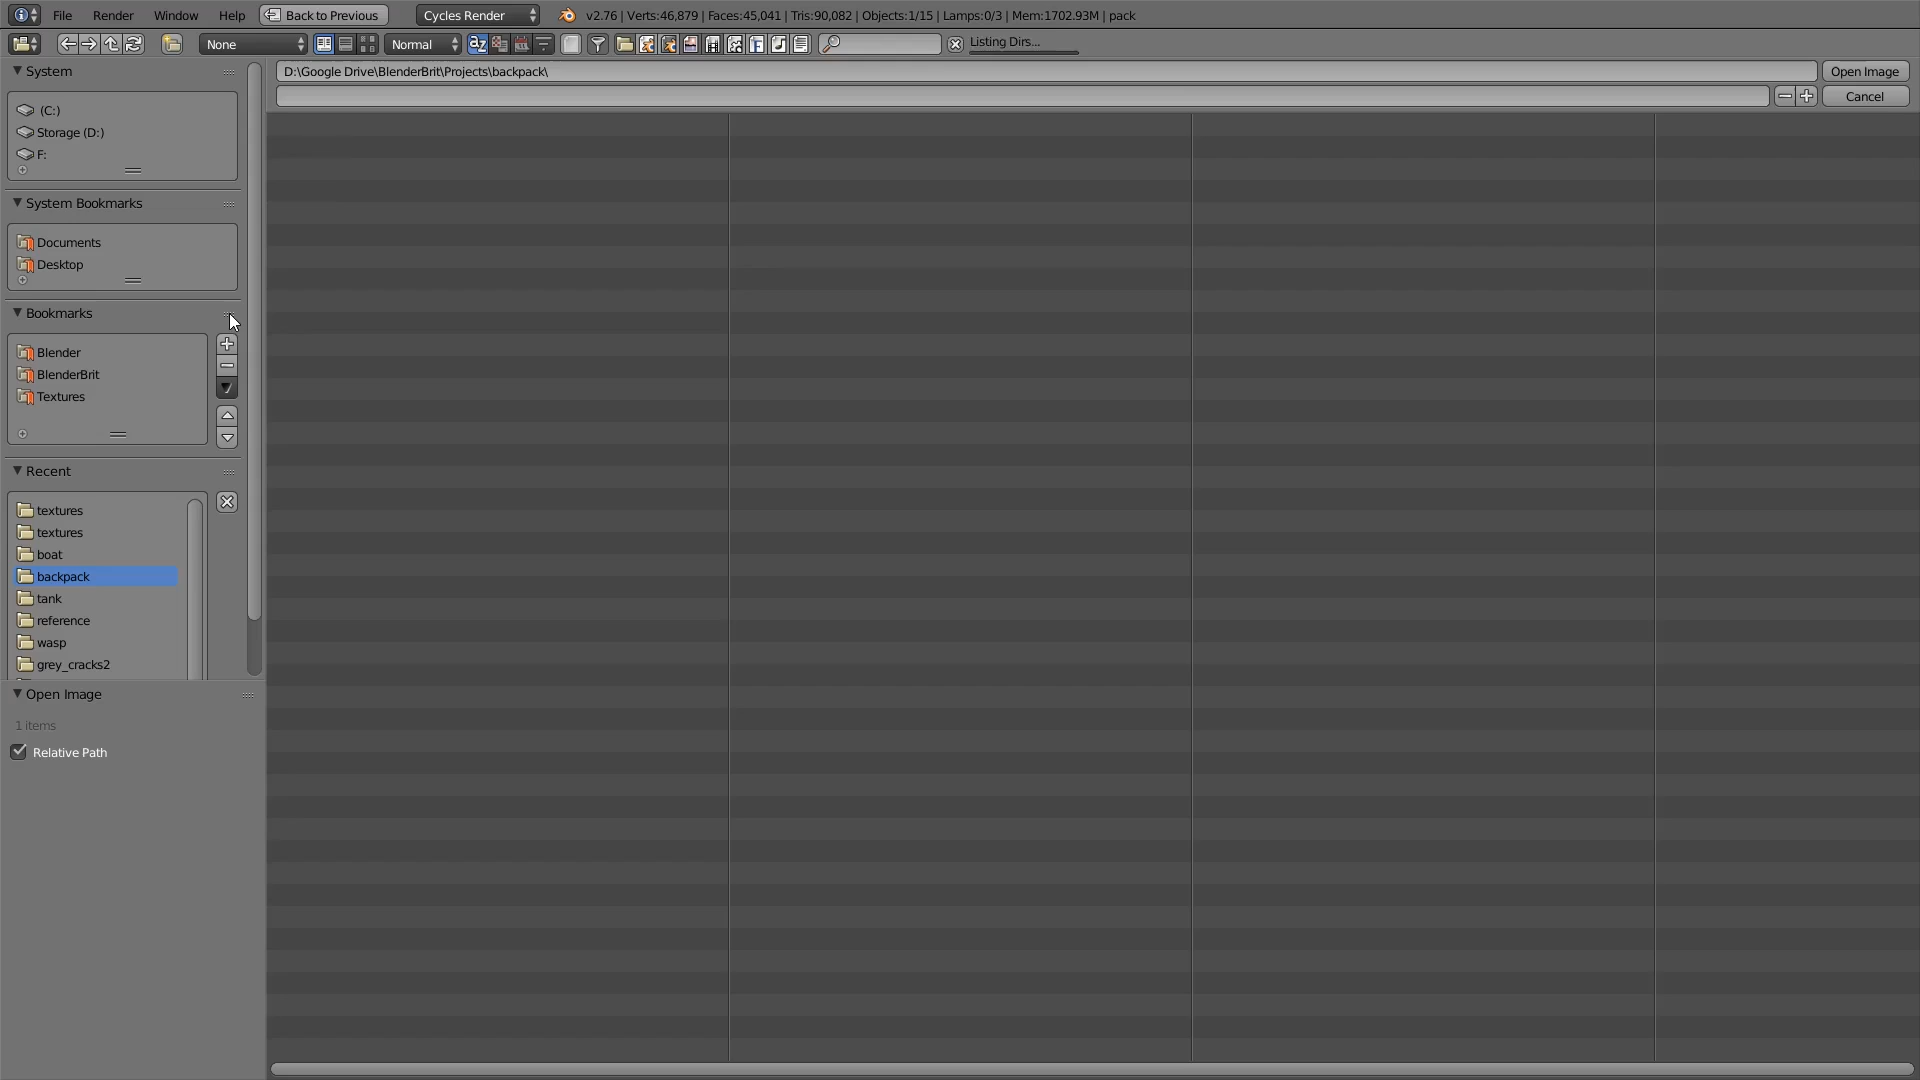 File Render Window Help Back to Previous Cycles Render v2.76 | Verts:46,879 | Faces:45,041 | Tris:90,082 | Objects:1/15 | Lamps:0/3 | Mem:1702.93M | pack
None Normal Listing Dirs...
System
D:\Google Drive\BlenderBrit\Projects\backpack\ Open Image
Cancel
(C:)
Storage (D:)
F:
System Bookmarks
Documents
Desktop
Bookmarks
Blender
BlenderBrit
Textures
Recent
textures
textures
boat
backpack
tank
reference
wasp
grey_cracks2
Open Image
1 items
Relative Path